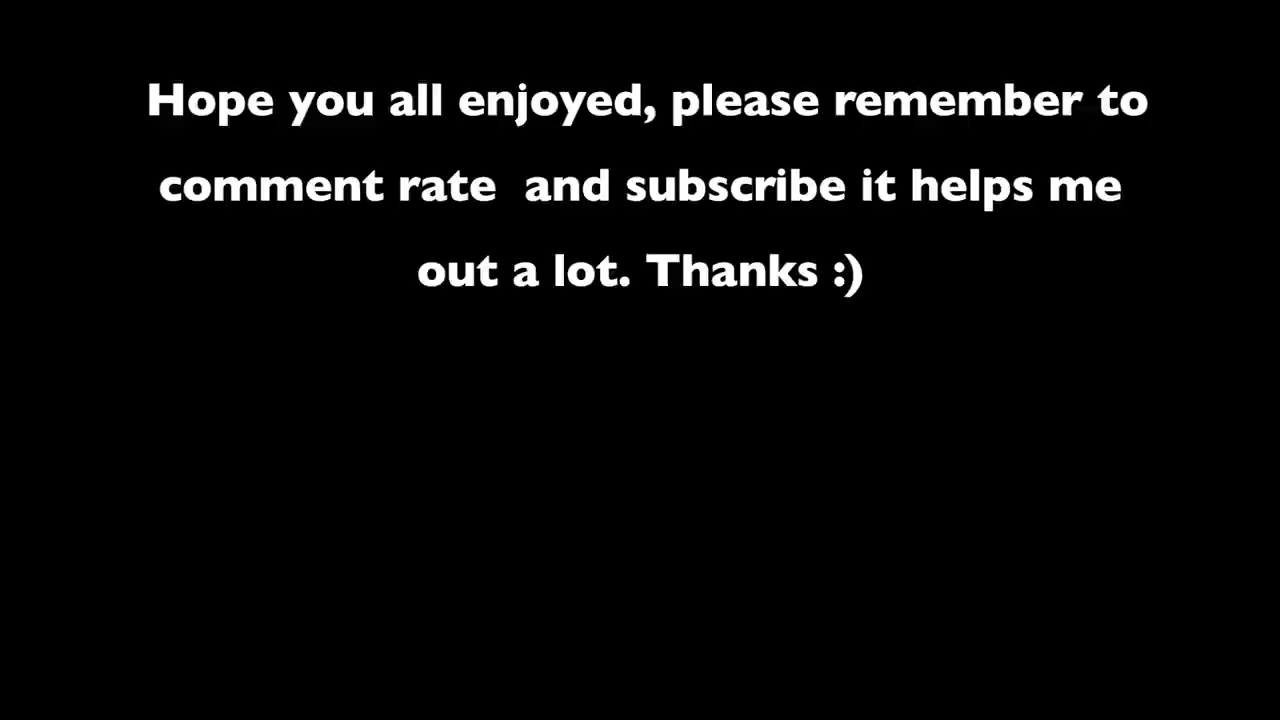 Hope you all enjoyed, please remember to
comment rate  and subscribe it helps me
out a lot. Thanks :)